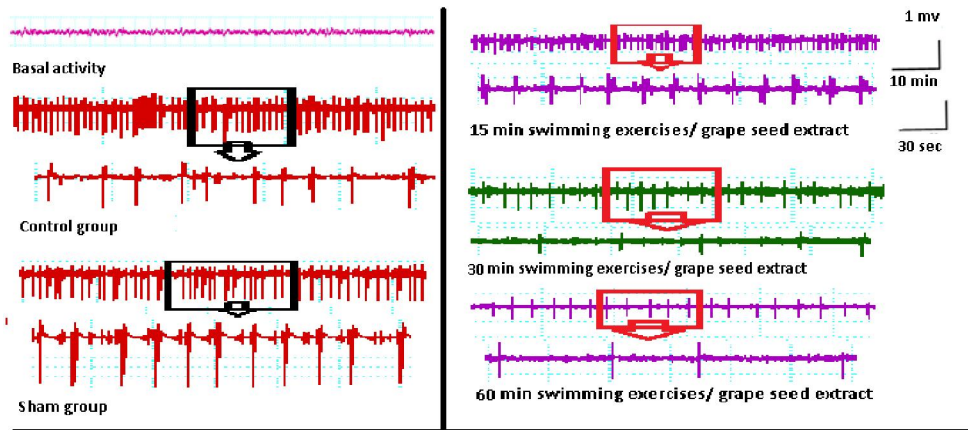 Basal activity
Control group
Sham group
1 mv
10 min
15 min swimming exercises/ grape seed extract
30 sec
30 min swimming exercises/ grape seed extract
60 min swimming exercises/ grape seed extract